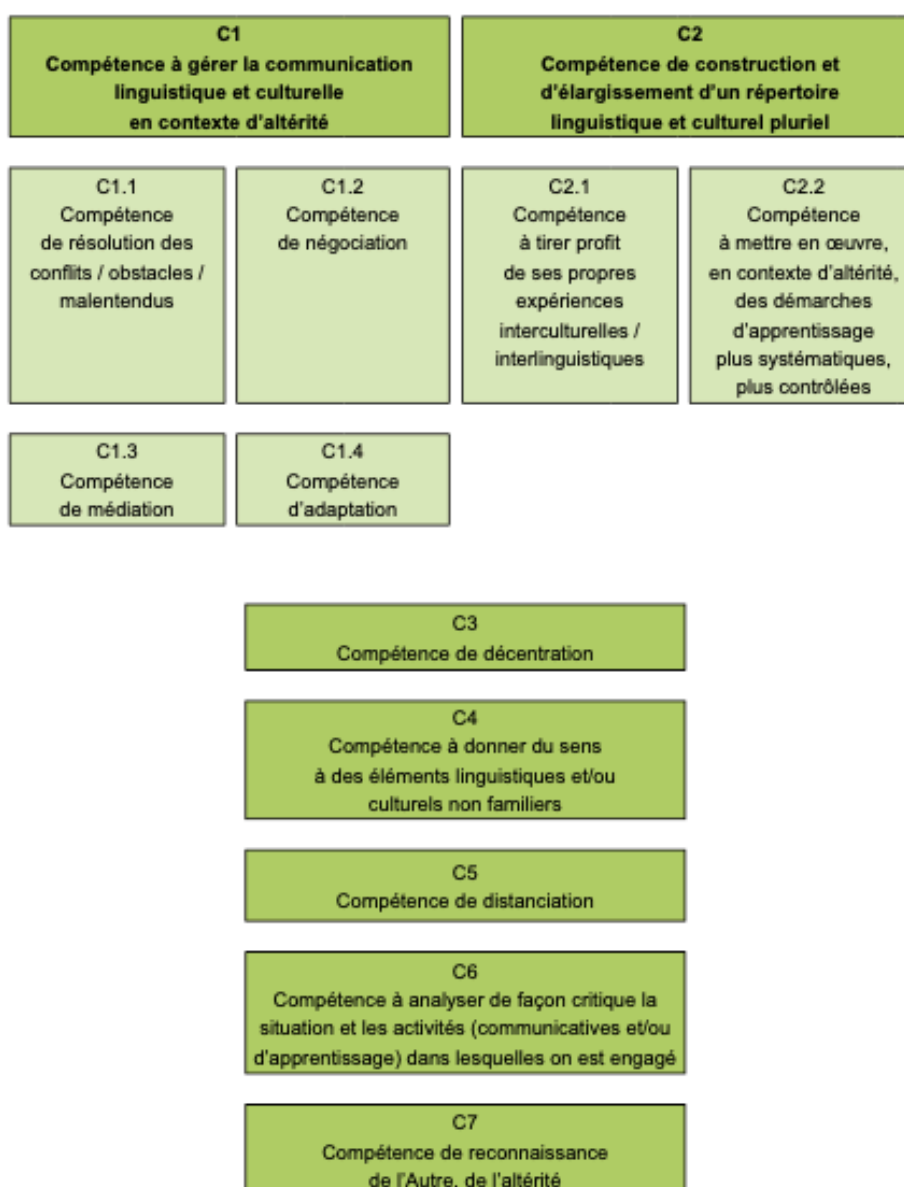 C1
Compétence à gérer la communication
linguistique et culturelle
en contexte d'altérité
C2
Compétence de construction et
d'élargissement d'un répertoire
linguistique et culturel pluriel
C1.1
Compétence
de résolution des
conflits / obstacles /
malentendus
C1.2
Compétence
de négociation
C2.1
Compétence
à tirer profit
de ses propres
expériences
interculturelles /
interlinguistiques
C2.2
Compétence
à mettre en œuvre,
en contexte d'altérité,
des démarches
d'apprentissage
plus systématiques,
plus contrôlées
C1.3
Compétence
de médiation
C1.4
Compétence
d'adaptation
C3
Compétence de décentration
C4
Compétence à donner du sens
à des éléments linguistiques et/ou
culturels non familiers
C5
Compétence de distanciation
C6
Compétence à analyser de façon critique la
situation et les activités (communicatives et/ou
d'apprentissage) dans lesquelles on est engagé
C7
Compétence de reconnaissance
de l'Autre, de l'altérité